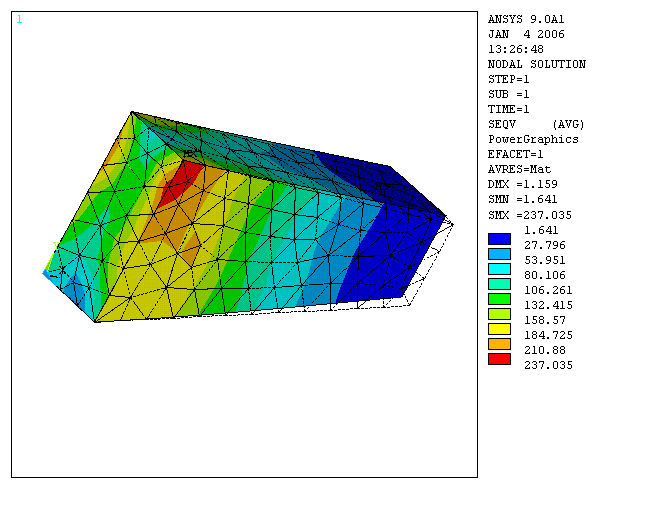 1
ANSYS 9.0A1
JAN  4 2006
13:26:48
NODAL SOLUTION
STEP=1
SUB =1
TIME=1
SEQV     (AVG)
PowerGraphics
EFACET=1
AVRES=Mat
DMX =1.159
SMN =1.641
SMX =237.035
1.641
27.796
53.951
80.106
106.261
132.415
158.57
184.725
210.88
237.035